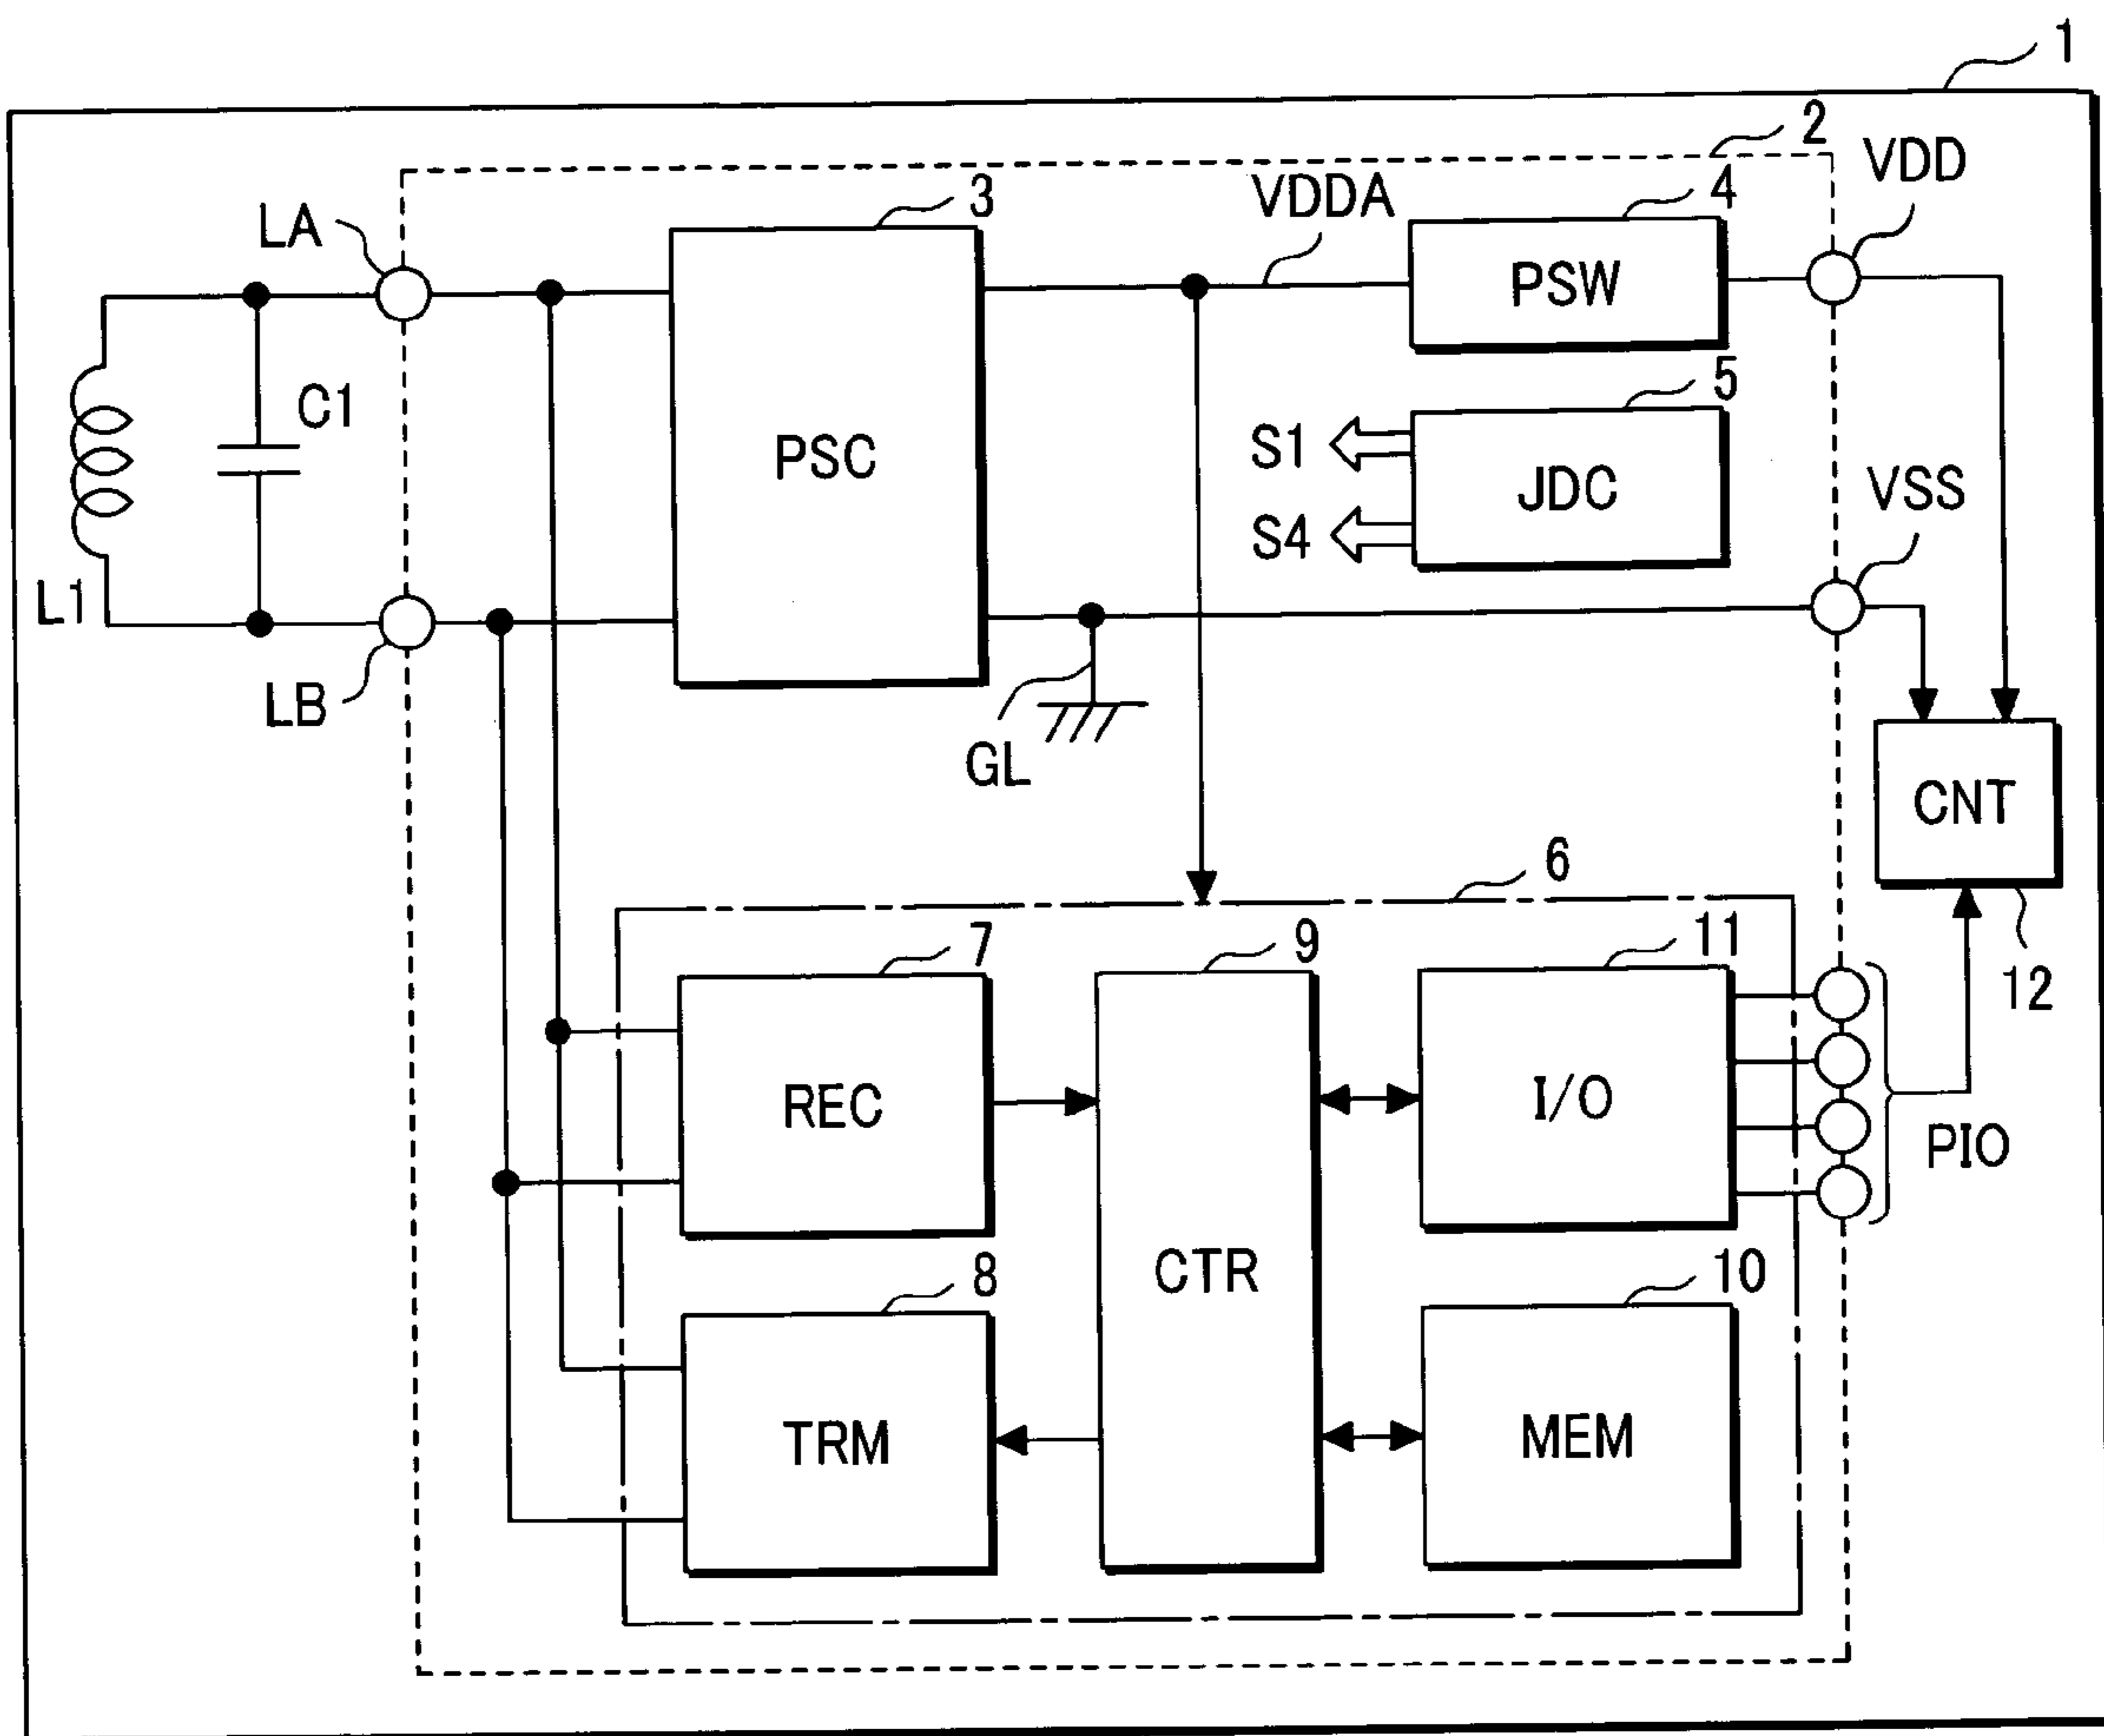 1
2
VDD
VDDA
4
3
LA
PSW
5
C1
S1
PSC
JDC
VSS
S4
L1
LB
GL
CNT
6
12
7
9
11
REC
I/O
PIO
8
CTR
10
TRM
MEM